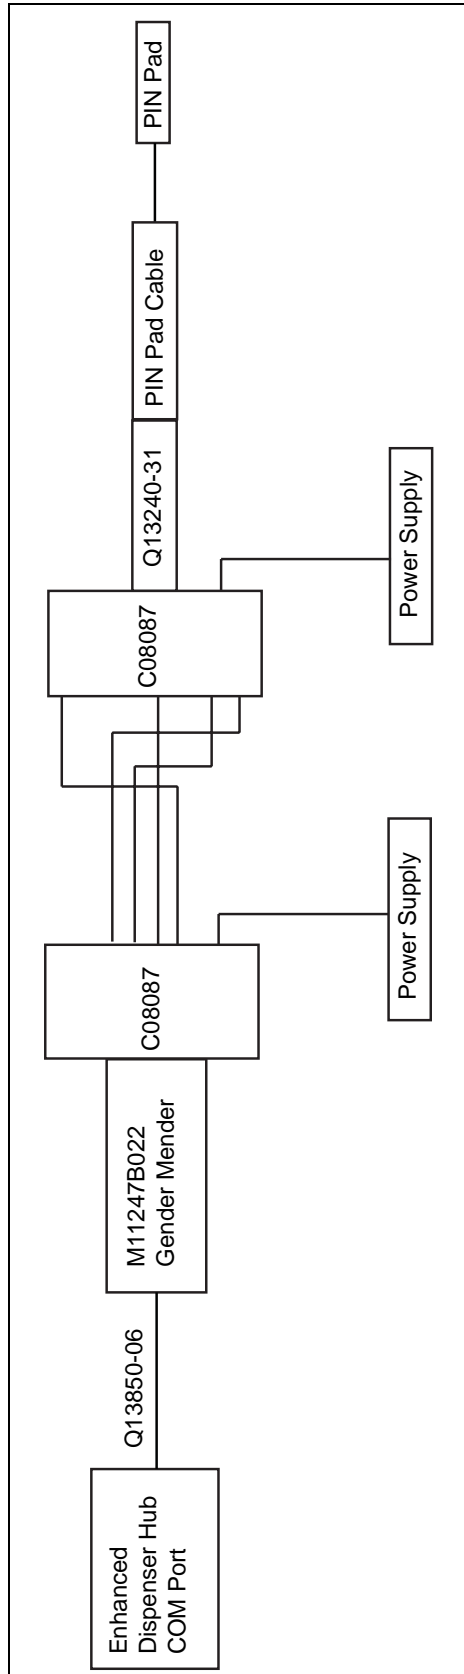 Enhanced
Dispenser Hub
COM Port
Q13850-06
M11247B022
Gender Mender
C08087
Power Supply
C08087
Power Supply
Q13240-31
PIN Pad Cable
PIN Pad